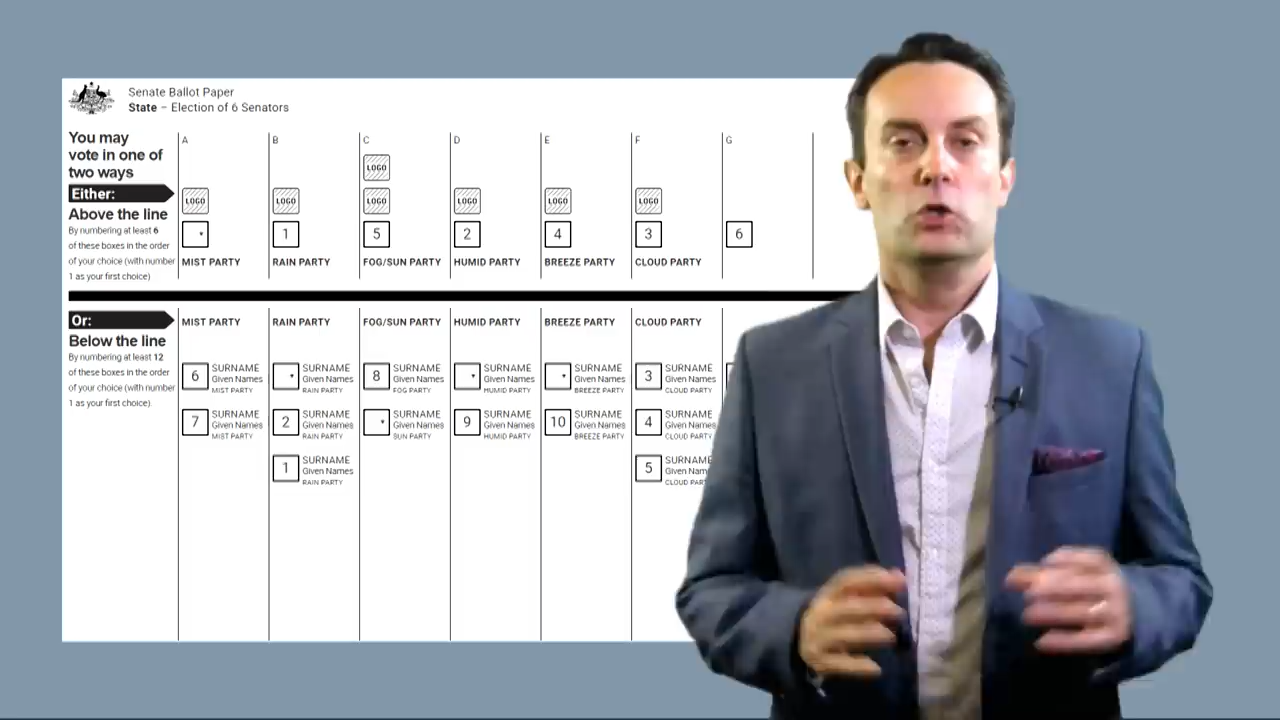 Senate Ballot Paper
State – Election of 6 Senators
You may
vote in one of
two ways
Either:
Above the line
By numbering at least 6
of these boxes in the order
of your choice (with number
1 as your first choice)
A B C D E F G
LOGO
LOGO LOGO LOGO LOGO LOGO LOGO
1 5 2 4 3 6
MIST PARTY RAIN PARTY FOG/SUN PARTY HUMID PARTY BREEZE PARTY CLOUD PARTY
Or:
Below the line
By numbering at least 12
of these boxes in the order
of your choice (with number
1 as your first choice)
MIST PARTY RAIN PARTY FOG/SUN PARTY HUMID PARTY BREEZE PARTY CLOUD PARTY
6 SURNAME SURNAME 8 SURNAME SURNAME SURNAME 3 SURNAME
Given Names Given Names Given Names Given Names Given Names Given Names
MIST PARTY RAIN PARTY FOG PARTY HUMID PARTY BREEZE PARTY CLOUD PARTY
7 SURNAME 2 SURNAME SURNAME 9 SURNAME 10 SURNAME 4 SURNAME
Given Names Given Names Given Names Given Names Given Names Given Names
MIST PARTY RAIN PARTY SUN PARTY HUMID PARTY BREEZE PARTY CLOUD PARTY
1 SURNAME 5 SURNAM
Given Names Given Nam
RAIN PARTY CLOUD PART